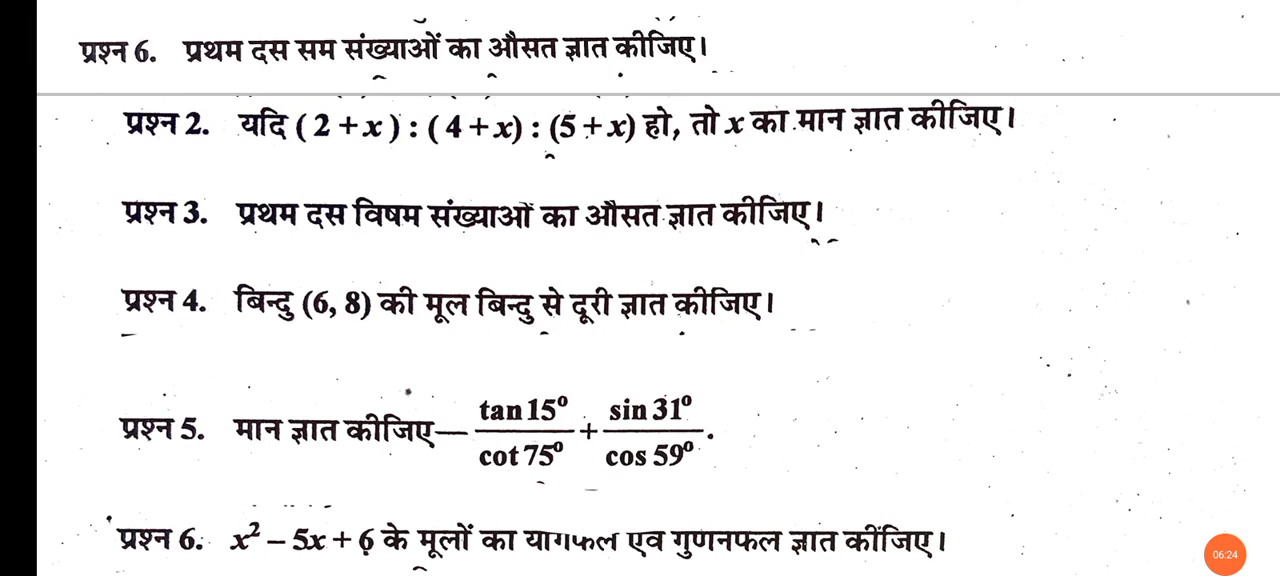 प्रश्न 6. प्रथम दस सम संख्याओं का औसत ज्ञात कीजिए।
प्रश्न 2. यदि ( 2 + x ) : ( 4 + x ) : (5 + x) हो, तो x का मान ज्ञात कीजिए।
प्रश्न 3. प्रथम दस विषम संख्याओं का औसत ज्ञात कीजिए।
प्रश्न 4. बिन्दु (6, 8) की मूल बिन्दु से दूरी ज्ञात कीजिए।
प्रश्न 5. मान ज्ञात कीजिए— tan 15° / cot 75° + sin 31° / cos 59° .
प्रश्न 6. x² – 5x + 6 के मूलों का यागफल एव गुणनफल ज्ञात कींजिए।
06:24